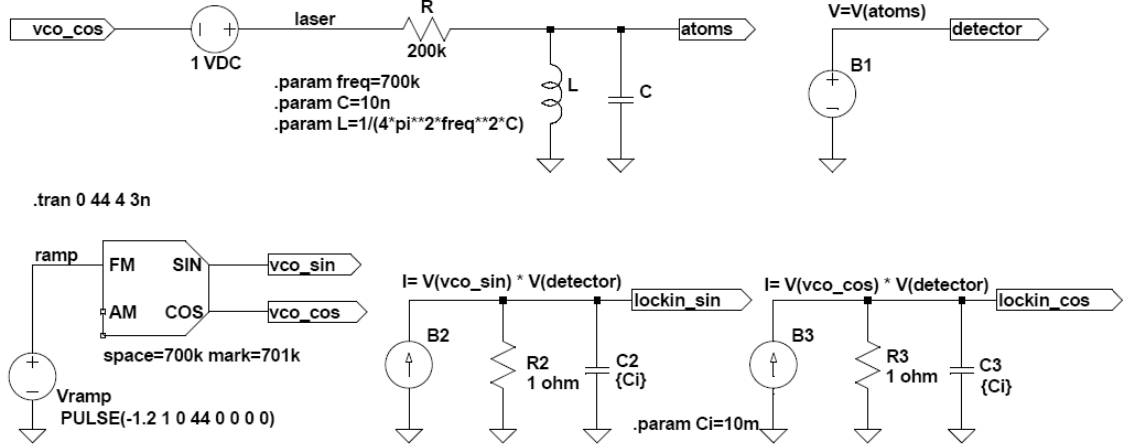 vco_cos
1 VDC
laser
R
200k
atoms
L
C
.param freq=700k
.param C=10n
.param L=1/(4*pi**2*freq**2*C)
V=V(atoms)
detector
B1
.tran 0 44 4 3n
ramp
FM
SIN
AM
COS
vco_sin
vco_cos
space=700k mark=701k
Vramp
PULSE(-1.2 1 0 44 0 0 0 0)
I= V(vco_sin) * V(detector)
lockin_sin
B2
R2
1 ohm
C2
{Ci}
.param Ci=10m
I= V(vco_cos) * V(detector)
lockin_cos
B3
R3
1 ohm
C3
{Ci}